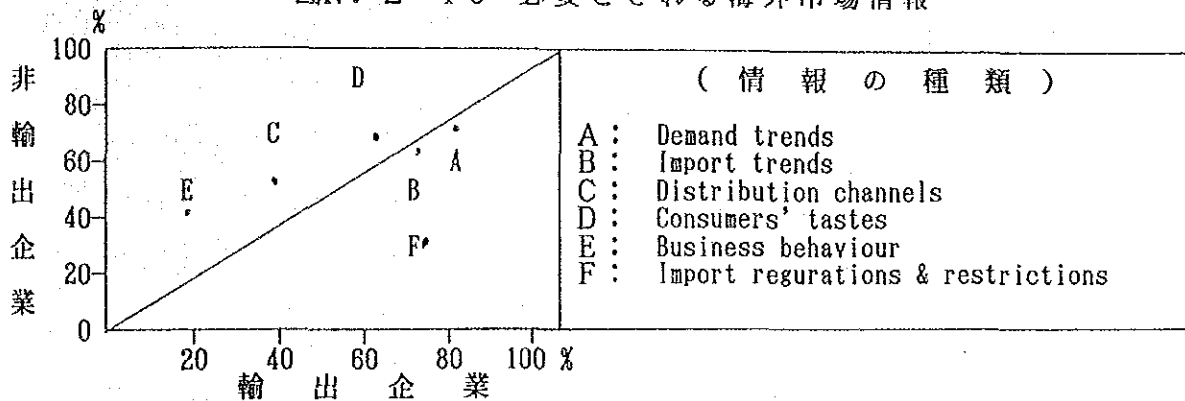 %
100
80
60
40
20
0
非輸出企業
D
C
A
E
B
F
20 40 60 80 100 %
輸 出 企 業
( 情 報 の 種 類 )
A : Demand trends
B : Import trends
C : Distribution channels
D : Consumers' tastes
E : Business behaviour
F : Import regurations & restrictions